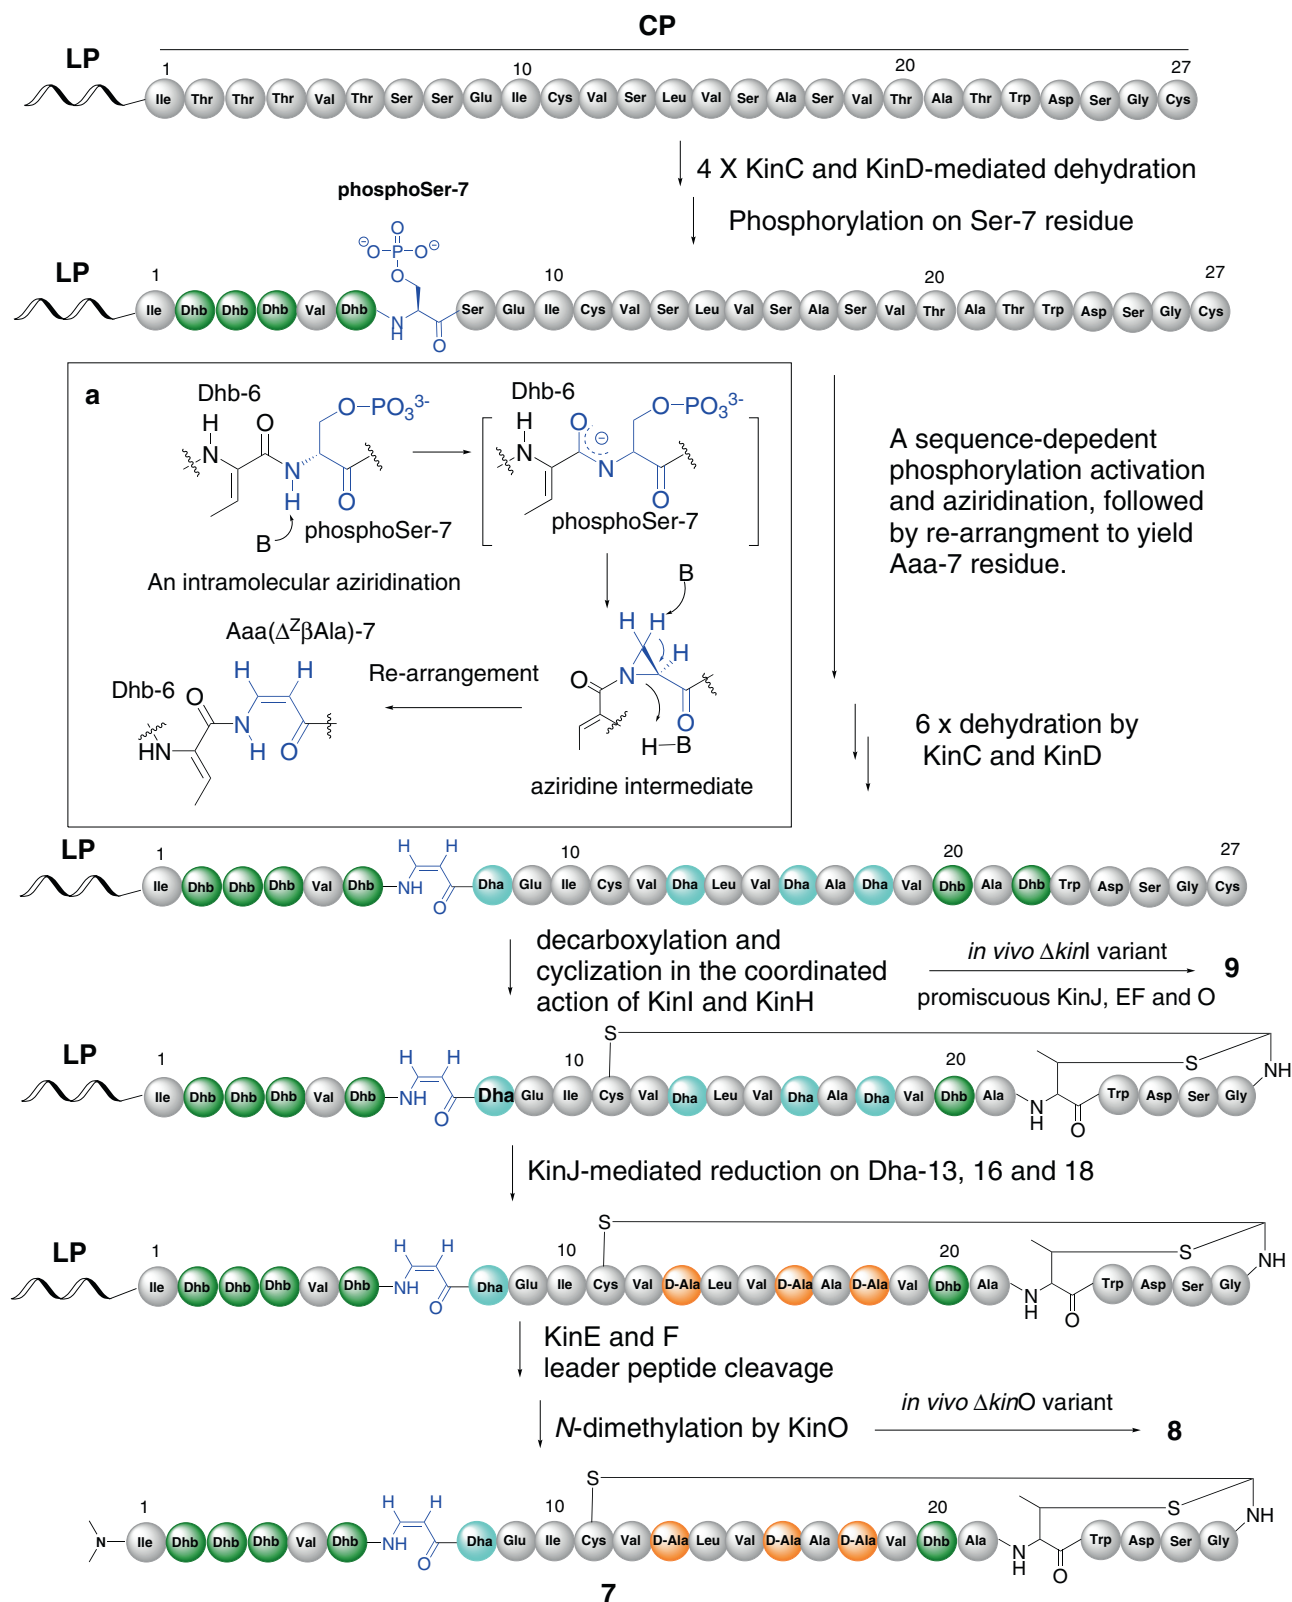 CP
LP
1 10 20 27
Ile Thr Thr Thr Val Thr Ser Ser Glu Ile Cys Val Ser Leu Val Ser Ala Ser Val Thr Ala Thr Trp Asp Ser Gly Cys
4 X KinC and KinD-mediated dehydration
phosphoSer-7
Phosphorylation on Ser-7 residue
O
⊖O–P–O⊖
O
LP
1 10 20 27
Ile Dhb Dhb Dhb Val Dhb N H O Ser Glu Ile Cys Val Ser Leu Val Ser Ala Ser Val Thr Ala Thr Trp Asp Ser Gly Cys
a
Dhb-6
H N O N H O O–PO₃³⁻
phosphoSer-7
B
Dhb-6
H N O ⊖ N O O–PO₃³⁻
phosphoSer-7
An intramolecular aziridination
B
H H H
O N O
H–B
aziridine intermediate
Re-arrangement
Aaa(ΔᶻβAla)-7
H H
Dhb-6 O N H O
HN
A sequence-depedent
phosphorylation activation
and aziridination, followed
by re-arrangment to yield
Aaa-7 residue.
6 x dehydration by
KinC and KinD
LP
1 H H 10 20 27
Ile Dhb Dhb Dhb Val Dhb NH O Dha Glu Ile Cys Val Dha Leu Val Dha Ala Dha Val Dhb Ala Dhb Trp Asp Ser Gly Cys
decarboxylation and
cyclization in the coordinated
action of KinI and KinH
in vivo ΔkinI variant
promiscuous KinJ, EF and O
9
LP
1 H H 10 S 20 S
Ile Dhb Dhb Dhb Val Dhb NH O Dha Glu Ile Cys Val Dha Leu Val Dha Ala Dha Val Dhb Ala N H O Trp Asp Ser Gly NH
KinJ-mediated reduction on Dha-13, 16 and 18
LP
1 H H 10 S 20 S
Ile Dhb Dhb Dhb Val Dhb NH O Dha Glu Ile Cys Val D-Ala Leu Val D-Ala Ala D-Ala Val Dhb Ala N H O Trp Asp Ser Gly NH
KinE and F
leader peptide cleavage
N-dimethylation by KinO
in vivo ΔkinO variant
8
1 H H 10 S 20 S
N Ile Dhb Dhb Dhb Val Dhb NH O Dha Glu Ile Cys Val D-Ala Leu Val D-Ala Ala D-Ala Val Dhb Ala N H O Trp Asp Ser Gly NH
7